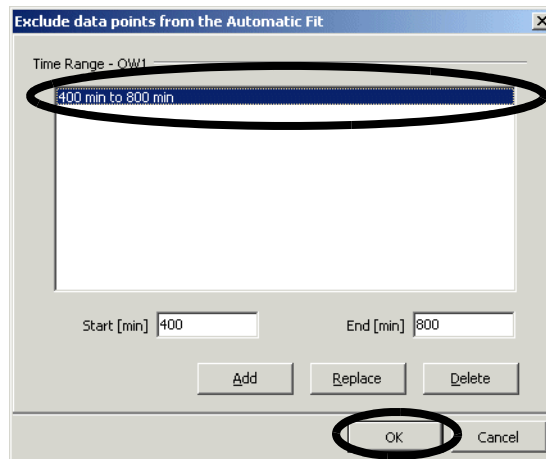 Exclude data points from the Automatic Fit
Time Range - OW1
400 min to 800 min
Start [min] 400 End [min] 800
Add Replace Delete
OK Cancel